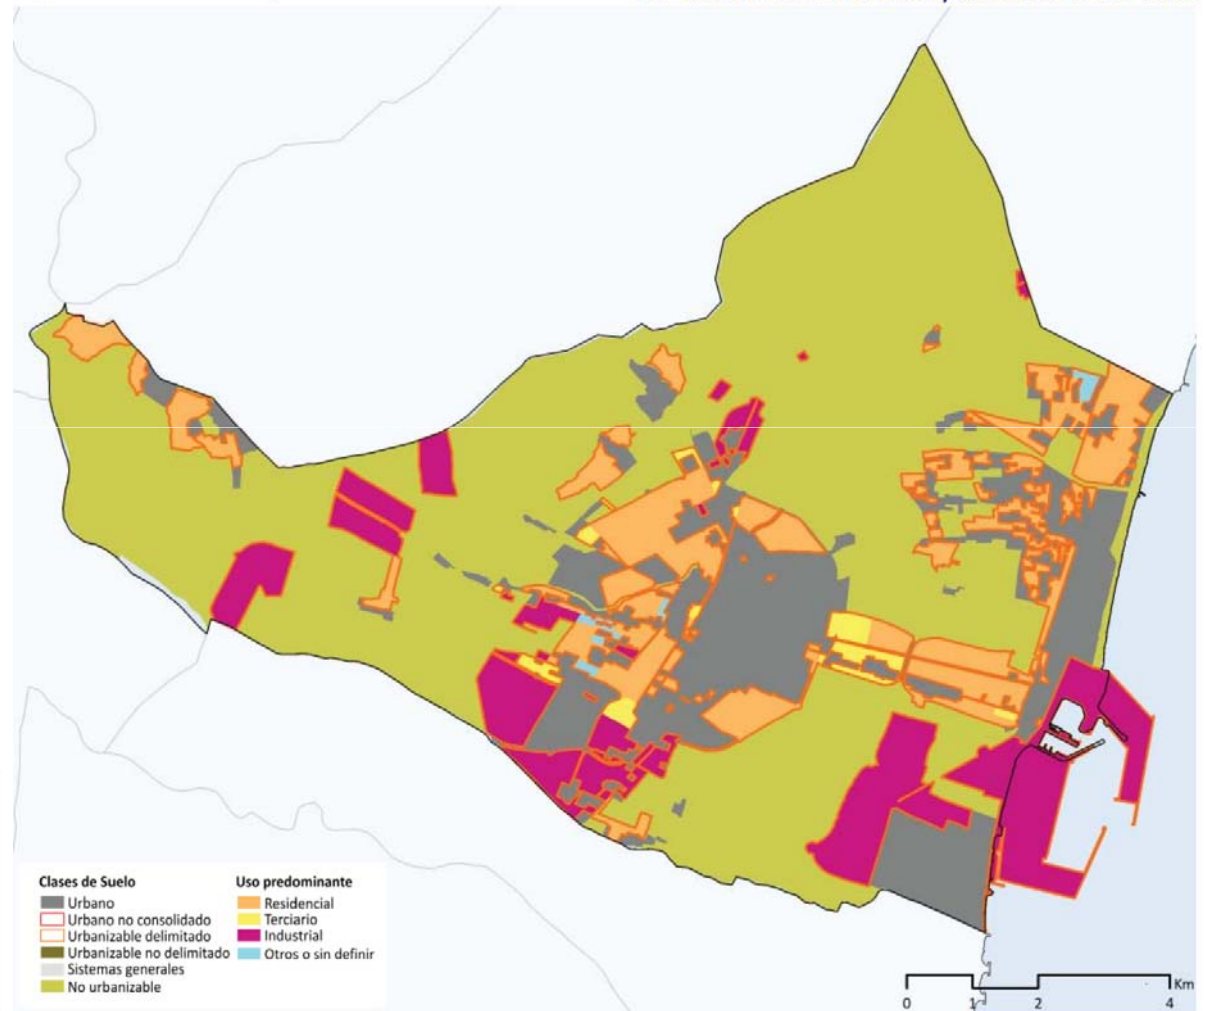 Clases de Suelo
Urbano
Urbano no consolidado
Urbanizable delimitado
Urbanizable no delimitado
Sistemas generales
No urbanizable
Uso predominante
Residencial
Terciario
Industrial
Otros o sin definir
Km
0 1 2 4